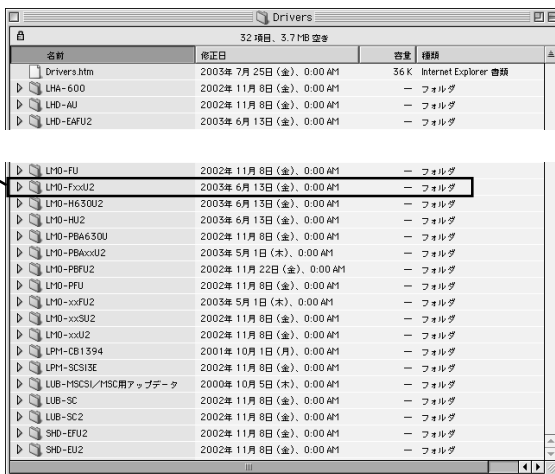 Drivers
32 項目、3.7 MB 空き
名前 修正日 容量 種類
Drivers.htm 2003年 7月 25日（金）、0:00 AM 36 K Internet Explorer 書類
LHA-600 2002年 11月 8日（金）、0:00 AM － フォルダ
LHD-AU 2002年 11月 8日（金）、0:00 AM － フォルダ
LHD-EAFU2 2003年 6月 13日（金）、0:00 AM － フォルダ
LMO-FU 2002年 11月 8日（金）、0:00 AM － フォルダ
LMO-FxxU2 2003年 6月 13日（金）、0:00 AM － フォルダ
LMO-H630U2 2003年 6月 13日（金）、0:00 AM － フォルダ
LMO-HU2 2003年 6月 13日（金）、0:00 AM － フォルダ
LMO-PBA630U 2002年 11月 8日（金）、0:00 AM － フォルダ
LMO-PBAxxU2 2003年 5月 1日（木）、0:00 AM － フォルダ
LMO-PBFU2 2002年 11月 22日（金）、0:00 AM － フォルダ
LMO-PFU 2002年 11月 8日（金）、0:00 AM － フォルダ
LMO-xxFU2 2003年 5月 1日（木）、0:00 AM － フォルダ
LMO-xxSU2 2002年 11月 8日（金）、0:00 AM － フォルダ
LMO-xxU2 2002年 11月 8日（金）、0:00 AM － フォルダ
LPM-CB1394 2001年 10月 1日（月）、0:00 AM － フォルダ
LPM-SCSI3E 2002年 11月 8日（金）、0:00 AM － フォルダ
LUB-MSCSI／MSC用アップデータ 2000年 10月 5日（木）、0:00 AM － フォルダ
LUB-SC 2002年 11月 8日（金）、0:00 AM － フォルダ
LUB-SC2 2002年 11月 8日（金）、0:00 AM － フォルダ
SHD-EFU2 2002年 11月 8日（金）、0:00 AM － フォルダ
SHD-EU2 2002年 11月 8日（金）、0:00 AM － フォルダ